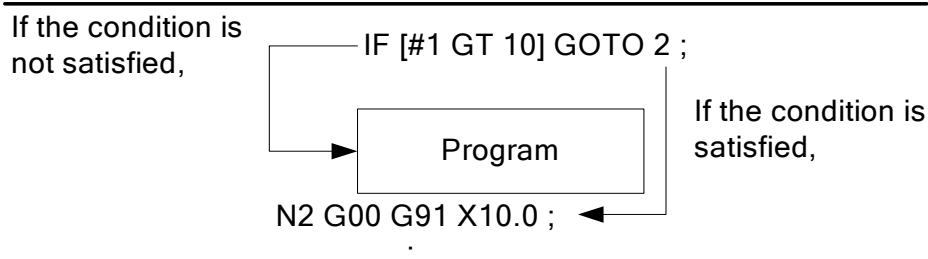 If the condition is
not satisfied,
IF [#1 GT 10] GOTO 2 ;
If the condition is
satisfied,
Program
N2 G00 G91 X10.0 ;
: